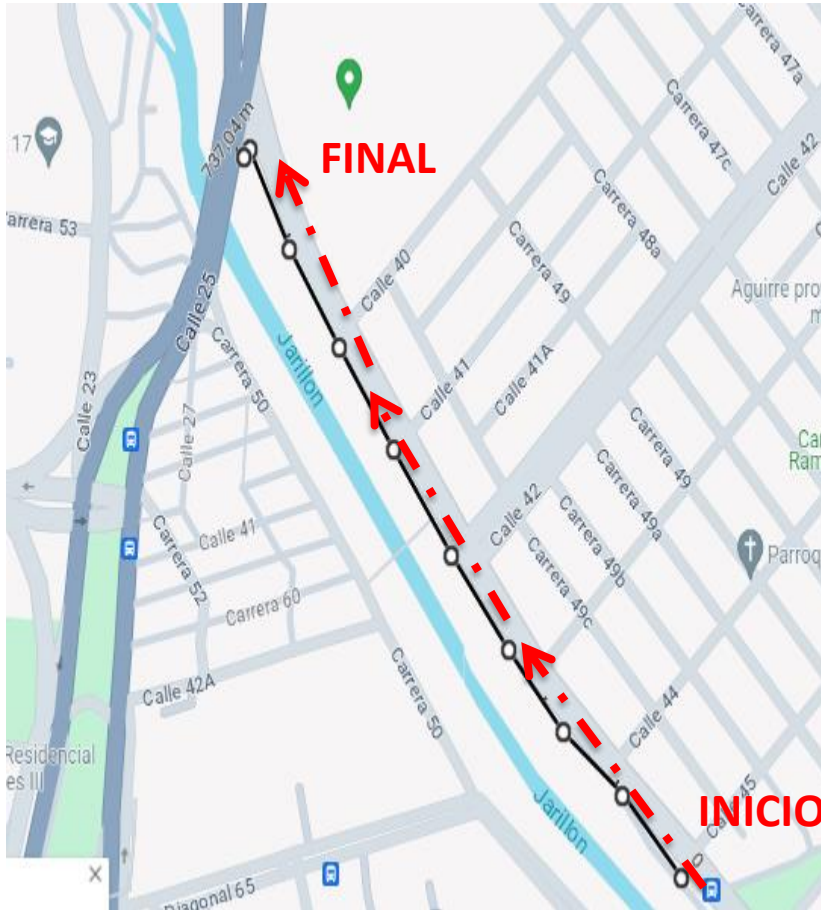 Carrera 47a
17
737.04 m
FINAL
Carrera 47c
Calle 42
Carrera 48a
Carrera 53
Calle 40
Carrera 49
Calle 25
Aguirre pro
m
Jarillon
Carrera 50
Calle 41
Calle 41A
Calle 23
Calle 27
Carrera 49
Car
Ram
Carrera 49a
Calle 42
Carrera 49b
Calle 41
Parroq
Carrera 52
Carrera 49c
Carrera 60
Calle 42A
Carrera 50
Calle 44
Residencial
es III
Jarillon
Calle 45
INICIO
Diagonal 65